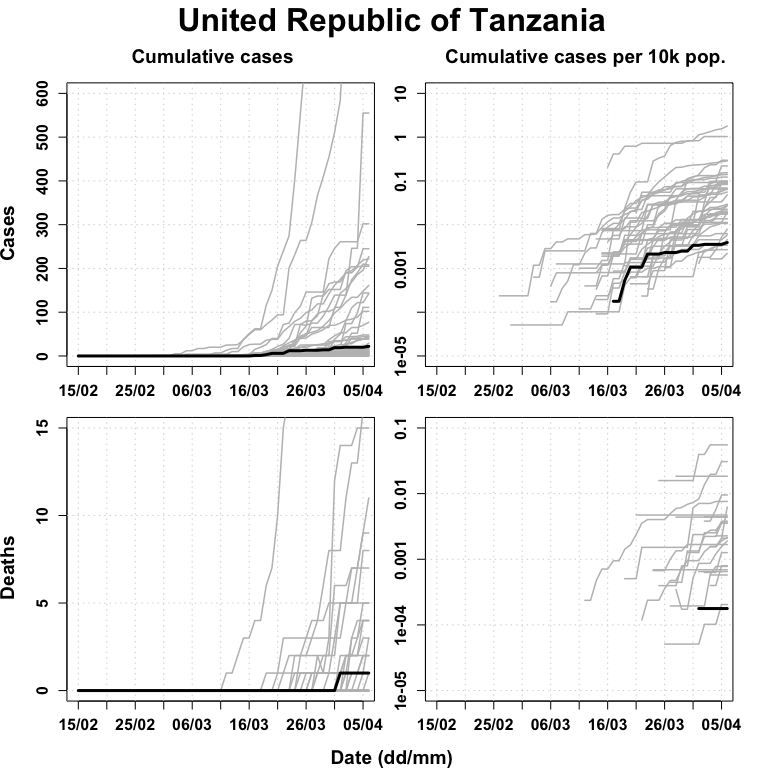 United Republic of Tanzania
Cumulative cases
Cumulative cases per 10k pop.
Cases
600
500
400
300
200
100
0
15/02 25/02 06/03 16/03 26/03 05/04
10
1
0.1
0.001
1e-05
15/02 25/02 06/03 16/03 26/03 05/04
Deaths
15
10
5
0
15/02 25/02 06/03 16/03 26/03 05/04
0.1
0.01
0.001
1e-04
1e-05
15/02 25/02 06/03 16/03 26/03 05/04
Date (dd/mm)